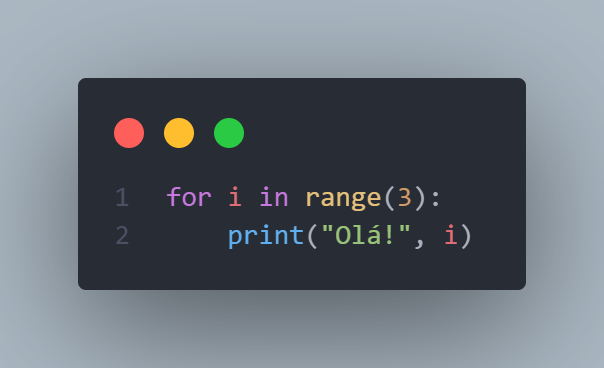 1 for i in range(3):
2     print("Olá!", i)